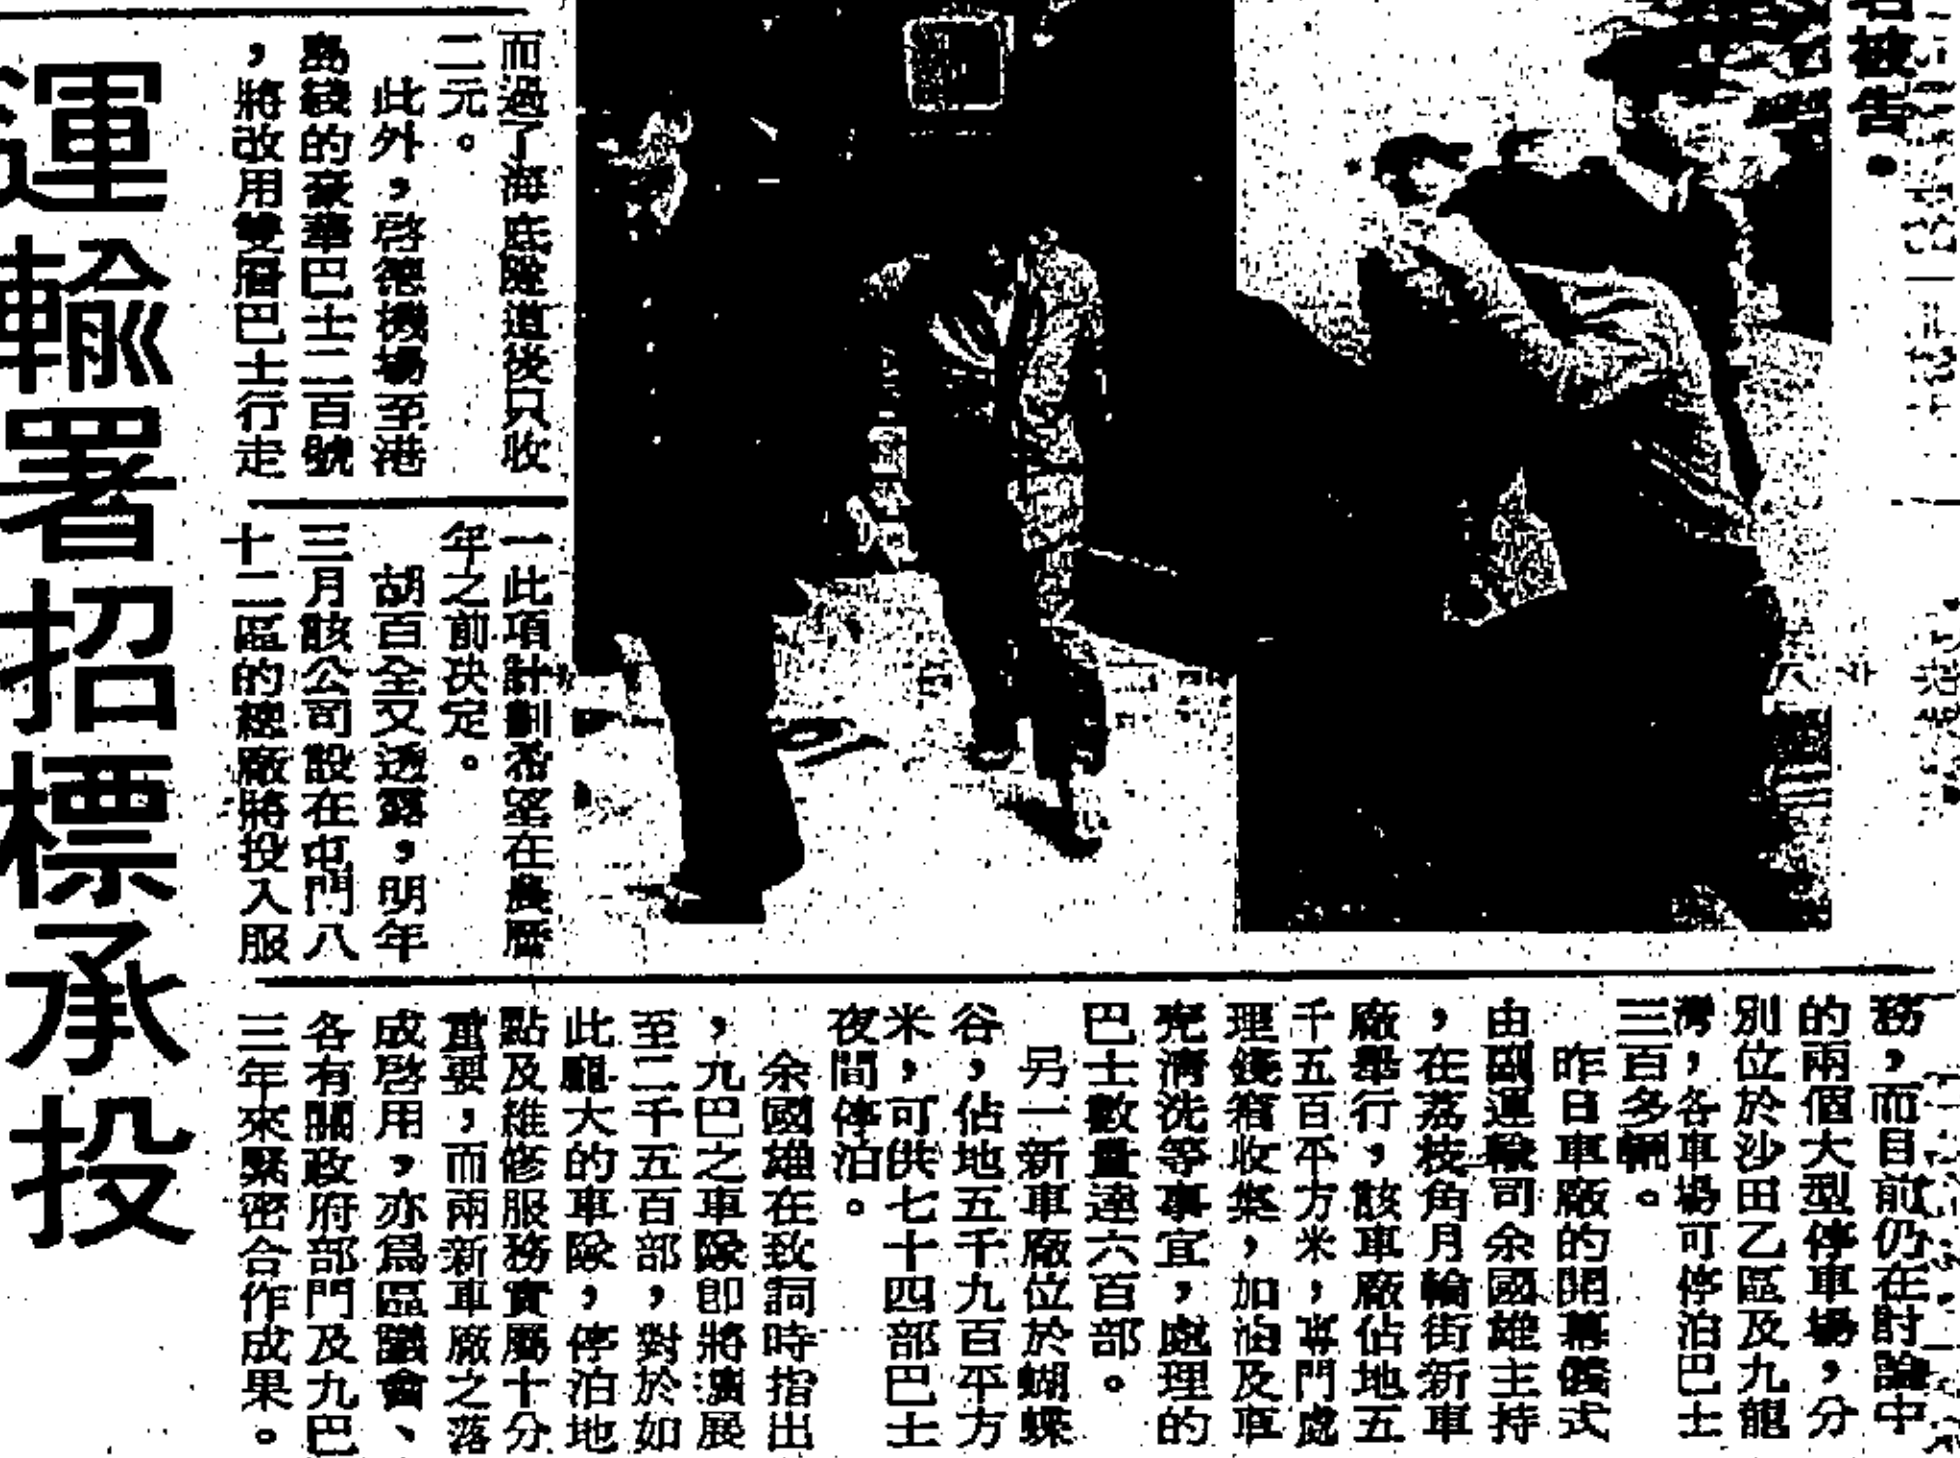 名被告。
而過了海底隧道後只收
二元。
此外，啓德機場至港
島綫的豪華巴士二百號
，將改用雙層巴士行走
一此項計劃希望在農曆
年之前決定。
胡百全又透露，明年
三月該公司設在屯門八
十二區的總廠將投入服
務，而目前仍在討論中
的兩個大型停車場，分
別位於沙田乙區及九龍
灣，各車場可停泊巴士
三百多輛。
昨日車廠的開幕儀式
由副運輸司余國雄主持
，在荔枝角月輪街新車
廠舉行，該車廠佔地五
千五百平方米，專門處
理錢箱收集，加油及車
殼清洗等事宜，處理的
巴士數量達六百部。
另一新車廠位於蝴蝶
谷，佔地五千九百平方
米，可供七十四部巴士
夜間停泊。
余國雄在致詞時指出
，九巴之車隊即將擴展
至二千五百部，對於如
此龐大的車隊，停泊地
點及維修服務實屬十分
重要，而兩新車廠之落
成啓用，亦爲區議會、
各有關政府部門及九巴
三年來緊密合作成果。
運輸署招標承投